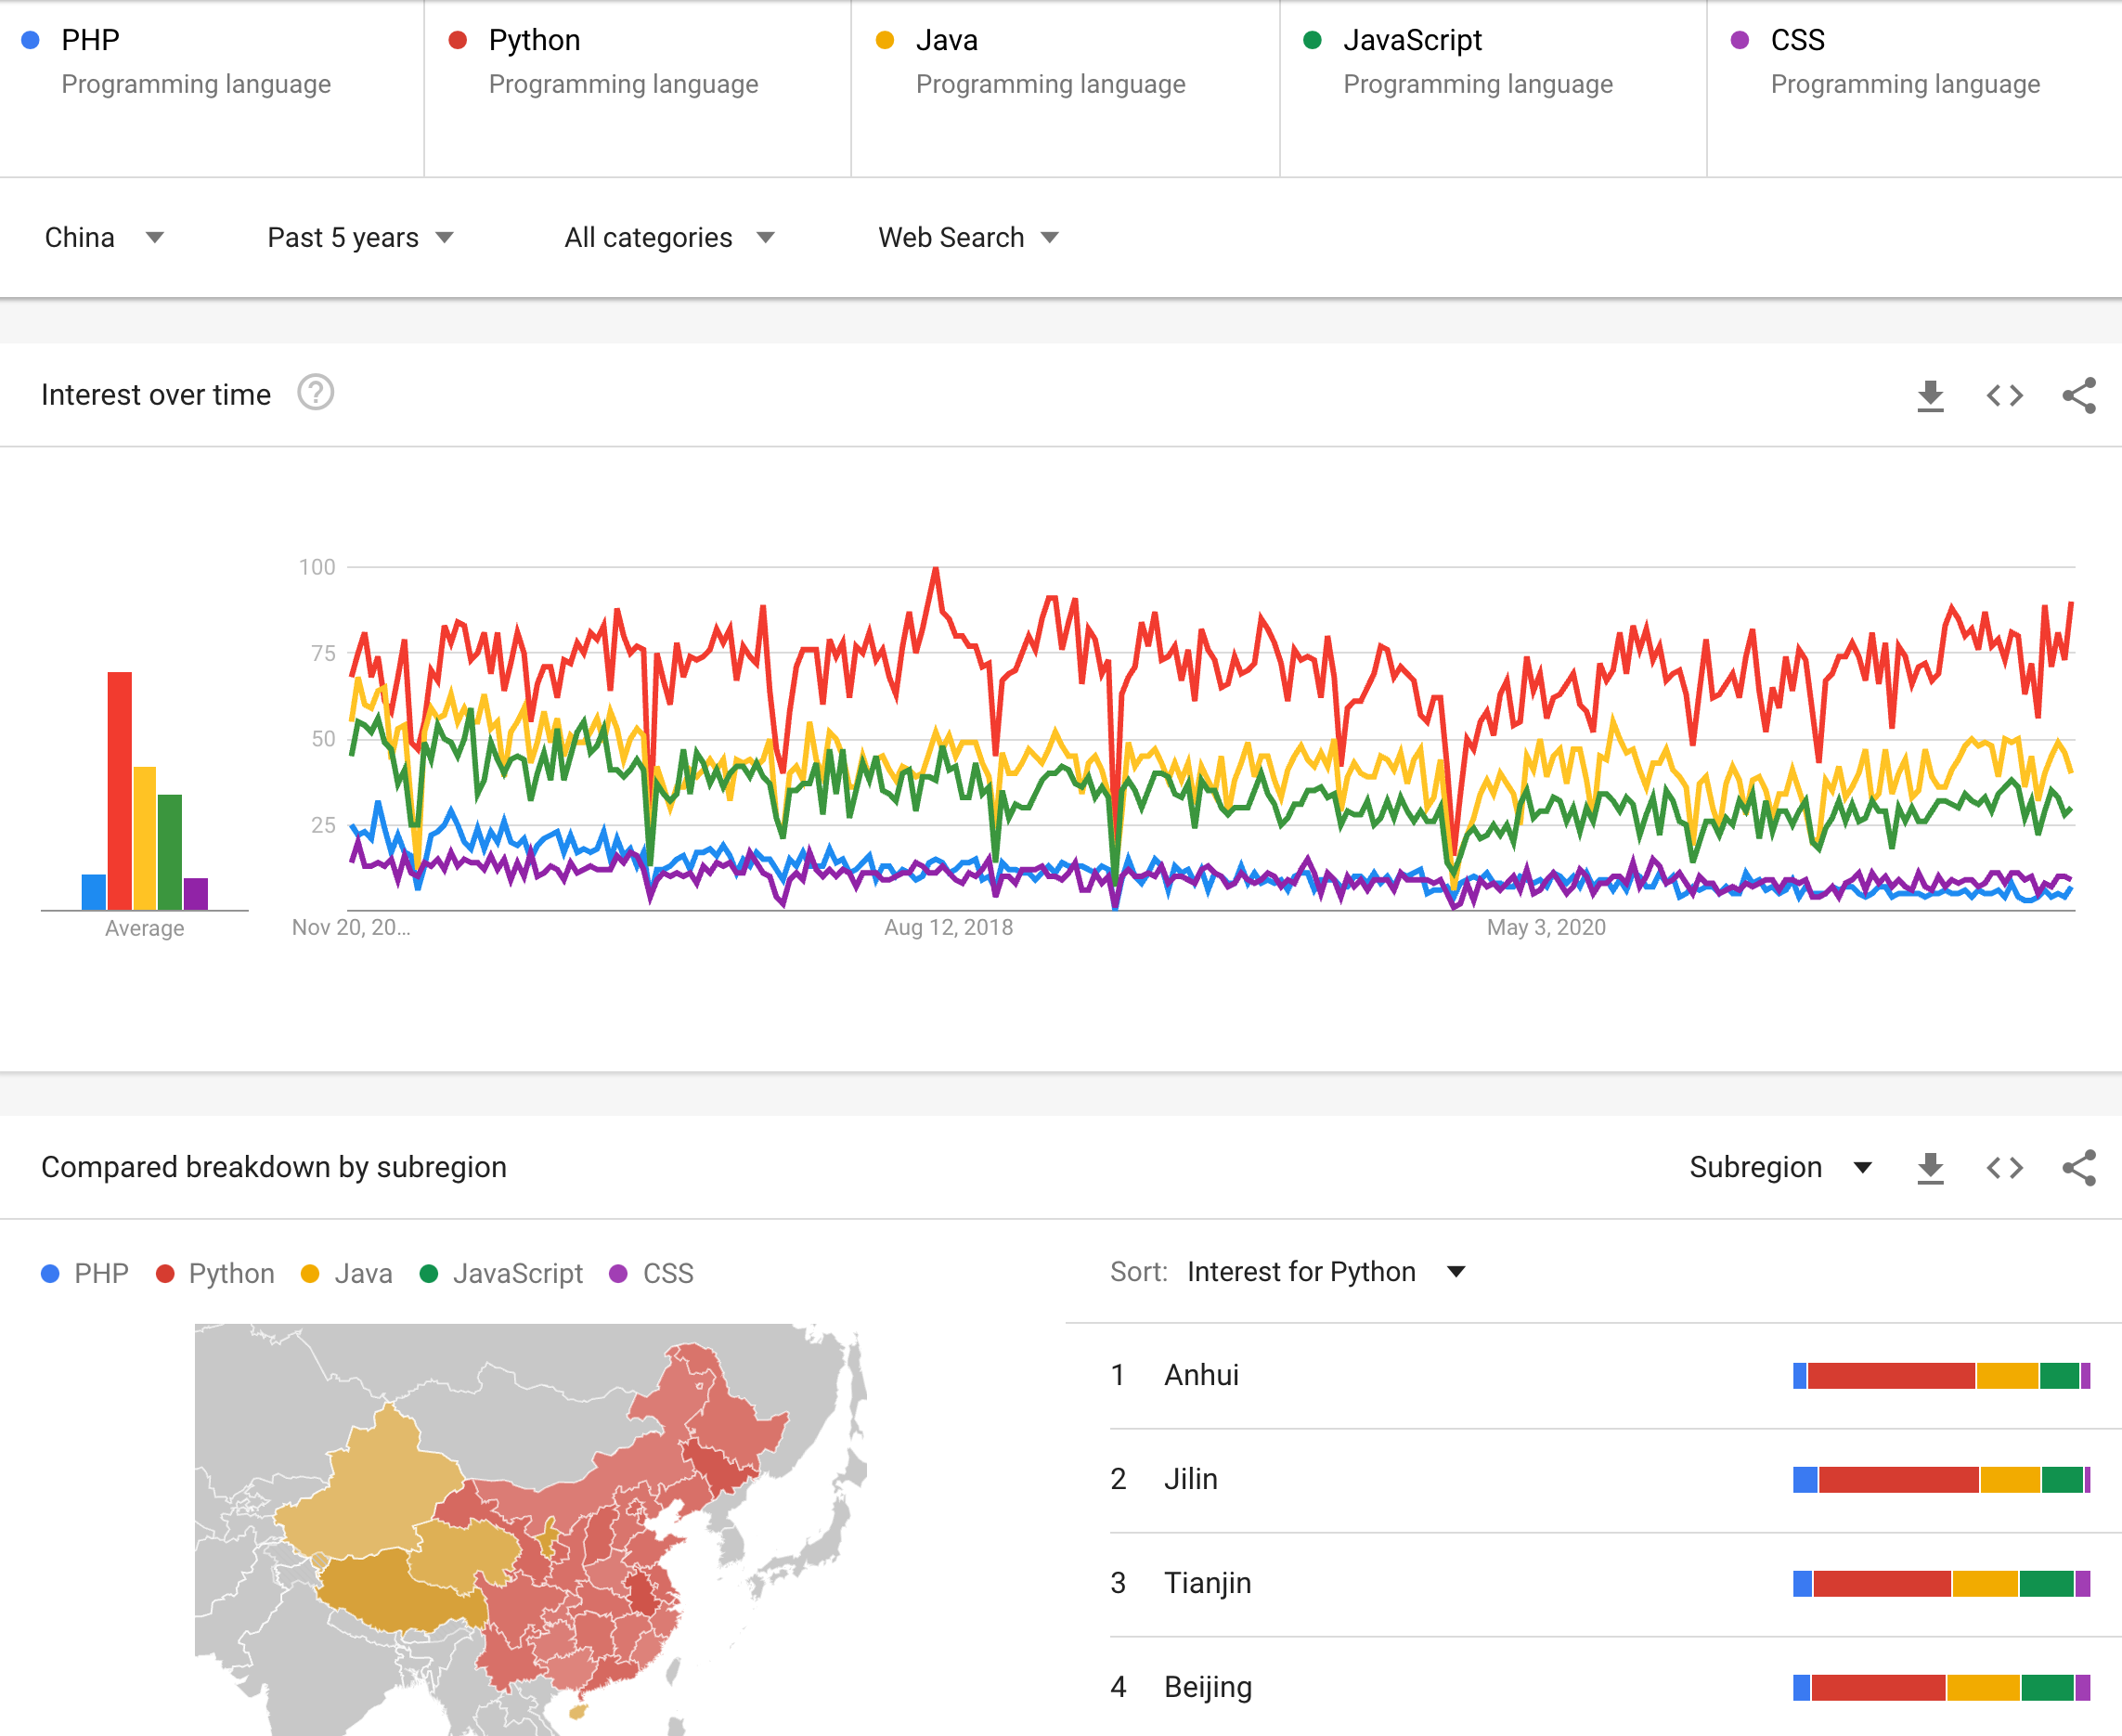 PHP
Programming language
Python
Programming language
Java
Programming language
JavaScript
Programming language
CSS
Programming language
China
Past 5 years
All categories
Web Search
Interest over time
?
100
75
50
25
Average
Nov 20, 20...
Aug 12, 2018
May 3, 2020
Compared breakdown by subregion
Subregion
PHP
Python
Java
JavaScript
CSS
Sort: Interest for Python
1 Anhui
2 Jilin
3 Tianjin
4 Beijing